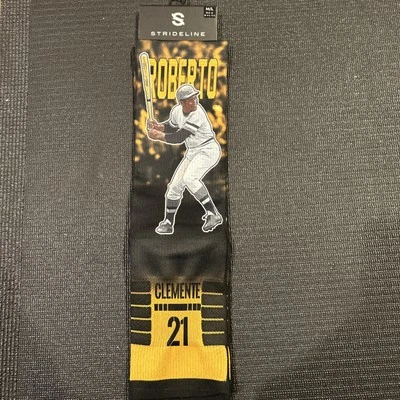 STRIDELINE
M/L
ROBERTO
CLEMENTE
21